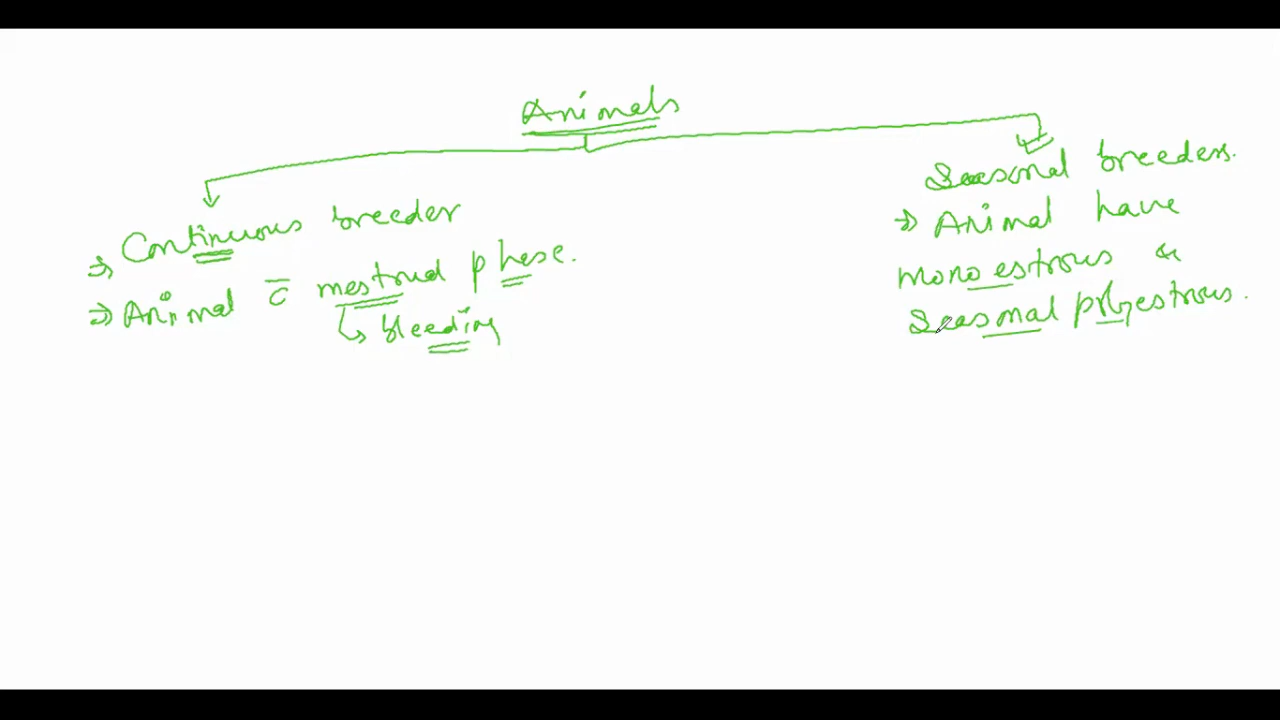 Animals
⇒ Continuous breeder
⇒ Animal c̄ mestrual phase.
↳ bleeding
Seasonal breeders.
⇒ Animal have
monoestrous &
Seasonal polyestrous.